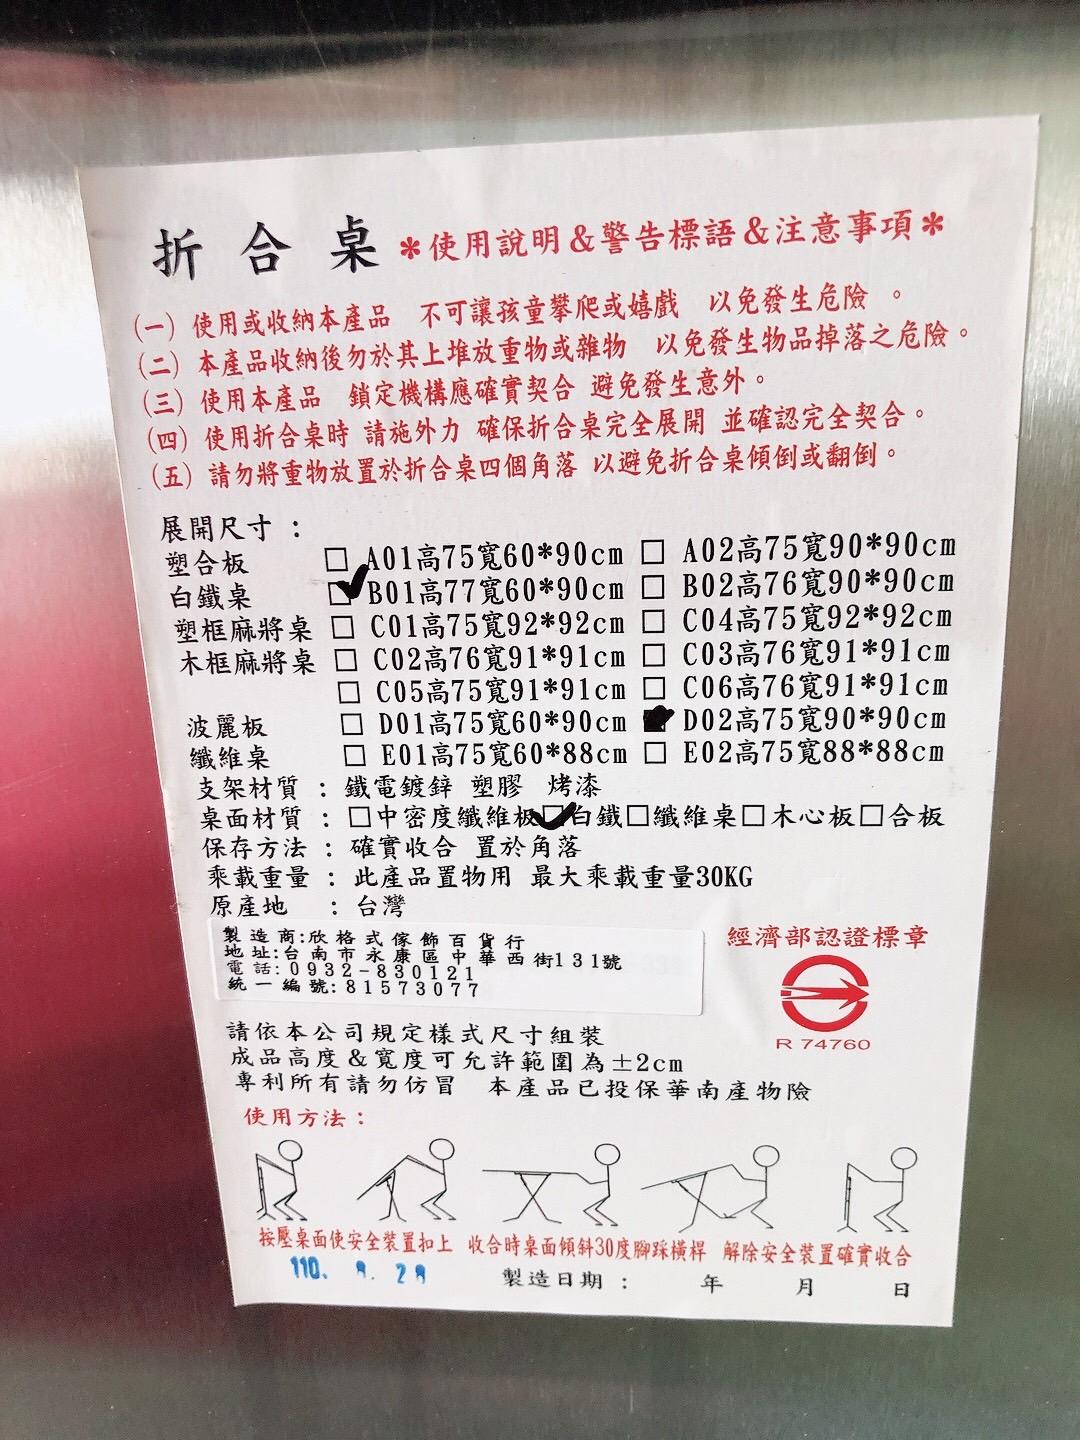 折合桌 *使用說明&警告標語&注意事項*
(一) 使用或收納本產品 不可讓孩童攀爬或嬉戲 以免發生危險 。
(二) 本產品收納後勿於其上堆放重物或雜物 以免發生物品掉落之危險。
(三) 使用本產品 鎖定機構應確實契合 避免發生意外。
(四) 使用折合桌時 請施外力 確保折合桌完全展開 並確認完全契合。
(五) 請勿將重物放置於折合桌四個角落 以避免折合桌傾倒或翻倒。
展開尺寸:
塑合板 □ A01高75寬60*90cm □ A02高75寬90*90cm
白鐵桌 ☑ B01高77寬60*90cm □ B02高76寬90*90cm
塑框麻將桌 □ C01高75寬92*92cm □ C04高75寬92*92cm
木框麻將桌 □ C02高76寬91*91cm □ C03高76寬91*91cm
□ C05高75寬91*91cm □ C06高76寬91*91cm
波麗板 □ D01高75寬60*90cm ■ D02高75寬90*90cm
纖維桌 □ E01高75寬60*88cm □ E02高75寬88*88cm
支架材質 : 鐵電鍍鋅 塑膠 烤漆
桌面材質 : □中密度纖維板☑白鐵□纖維桌□木心板□合板
保存方法 : 確實收合 置於角落
乘載重量 : 此產品置物用 最大乘載重量30KG
原產地 : 台灣
製造商:欣格式傢飾百貨行
地址:台南市永康區中華西街131號
電話:0932-830121
統一編號:81573077
經濟部認證標章
R 74760
請依本公司規定樣式尺寸組裝
成品高度&寬度可允許範圍為±2cm
專利所有請勿仿冒 本產品已投保華南產物險
使用方法:
按壓桌面使安全裝置扣上 收合時桌面傾斜30度腳踩橫桿 解除安全裝置確實收合
110. 8. 28
製造日期: 年 月 日